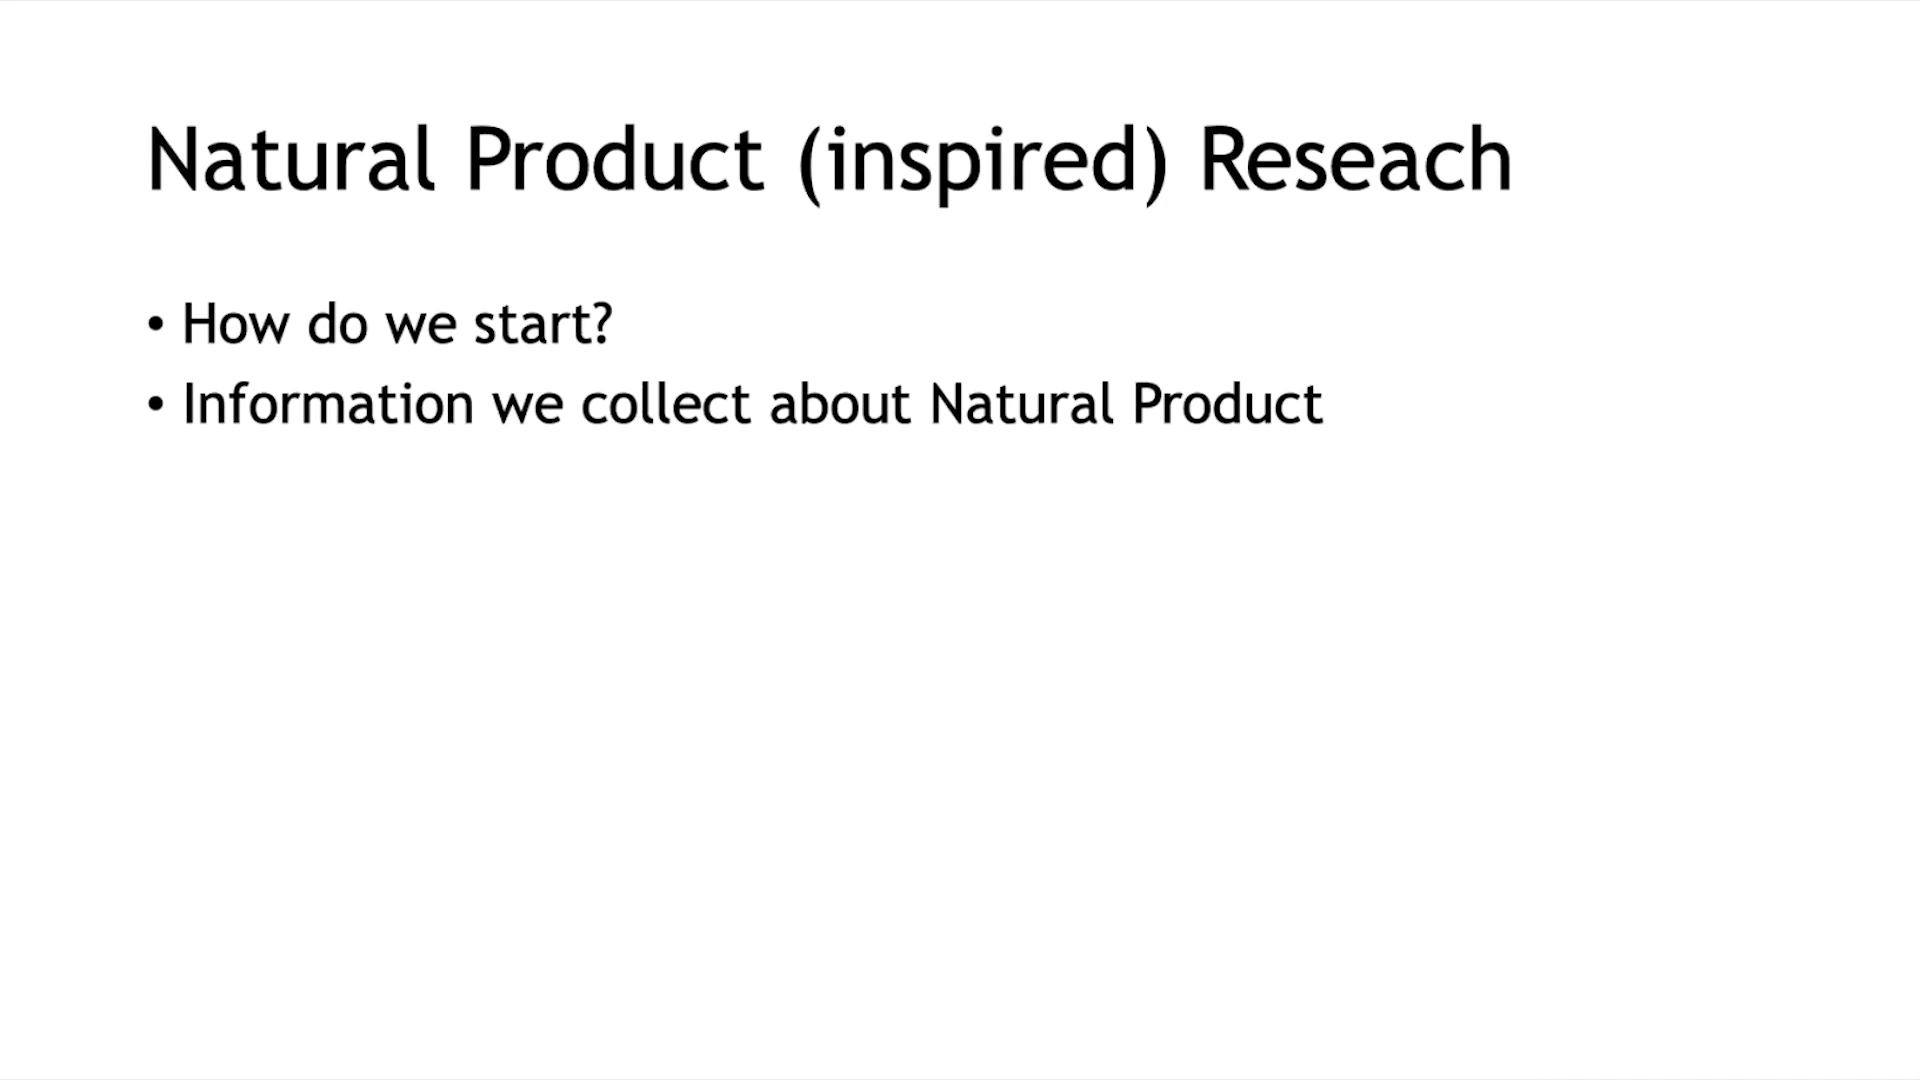 Natural Product (inspired) Reseach
• How do we start?
• Information we collect about Natural Product